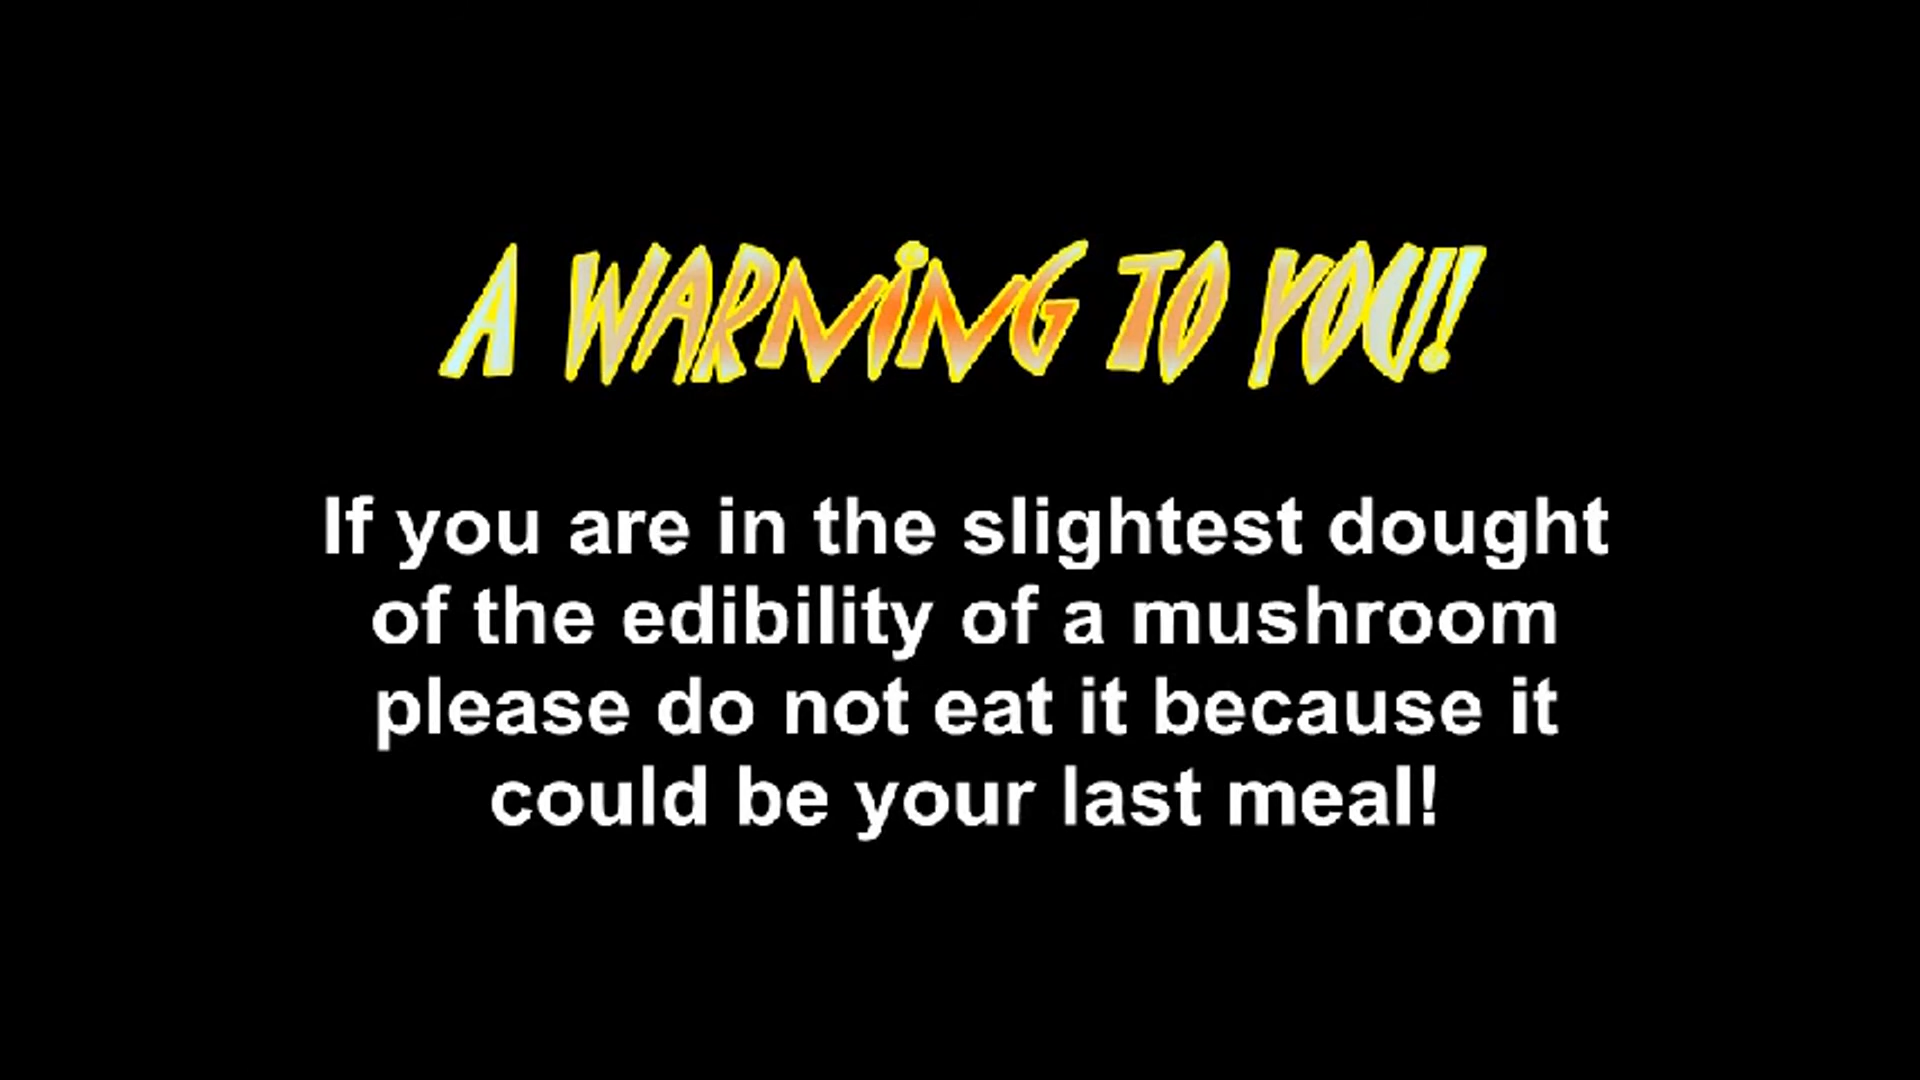 A WARNiNG TO YOU!
If you are in the slightest dought
of the edibility of a mushroom
please do not eat it because it
could be your last meal!